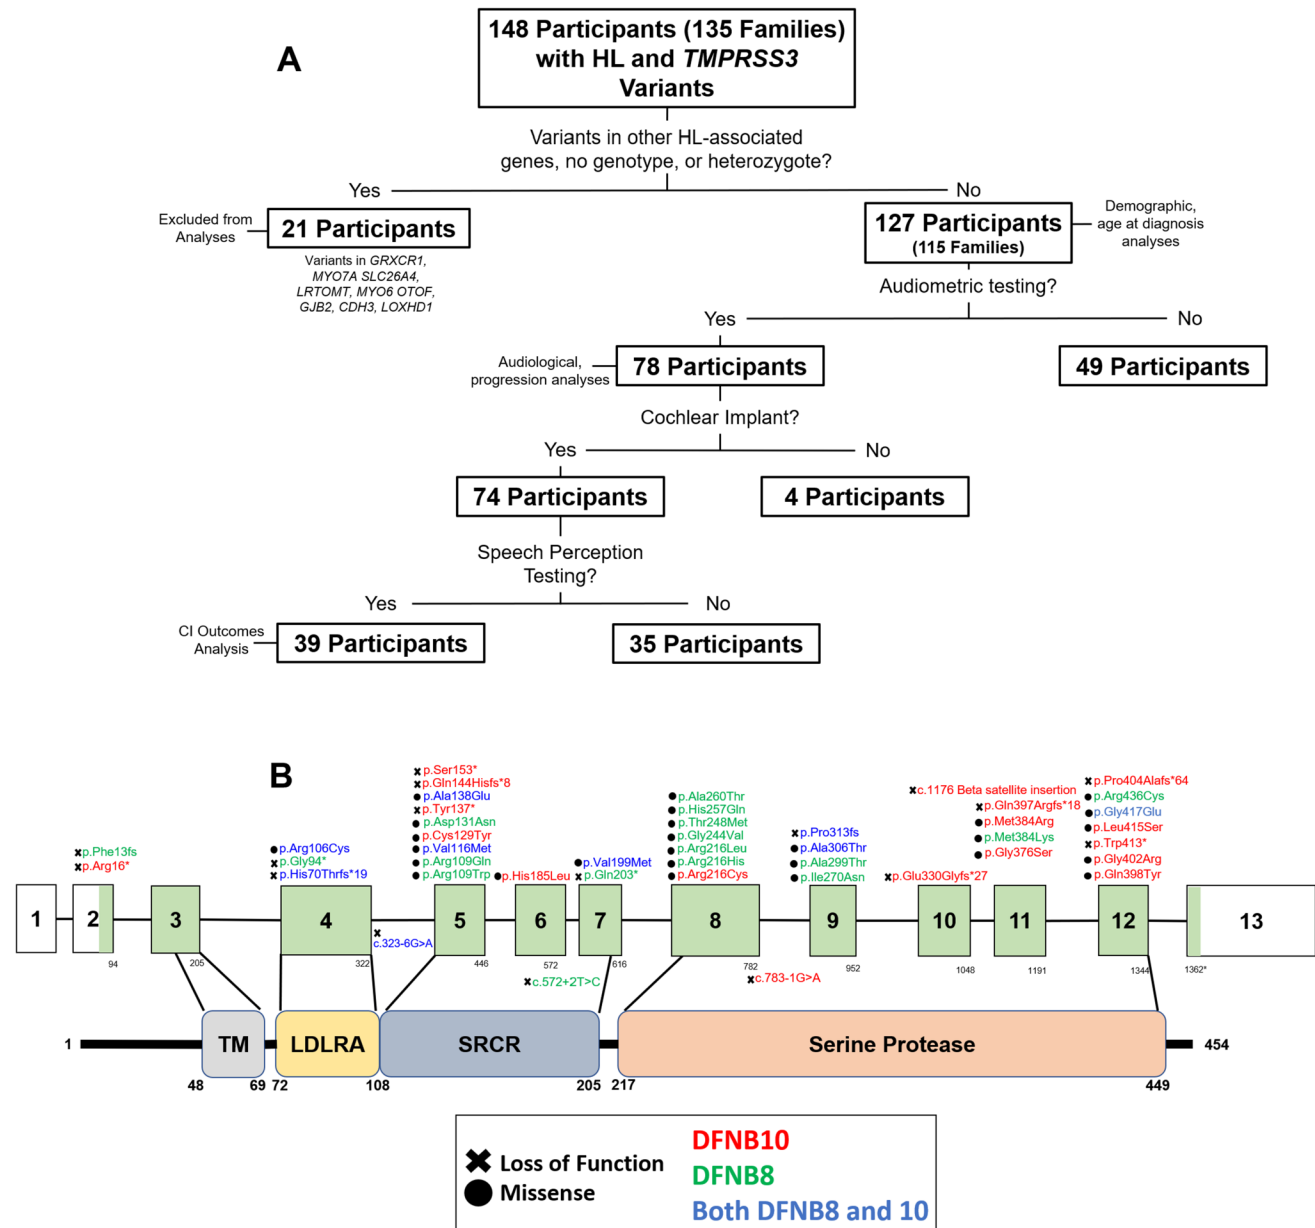 A
148 Participants (135 Families)
with HL and TMPRSS3
Variants
Variants in other HL-associated
genes, no genotype, or heterozygote?
Yes
No
Excluded from
Analyses
21 Participants
Variants in GRXCR1,
MYO7A SLC26A4,
LRTOMT, MYO6 OTOF,
GJB2, CDH3, LOXHD1
127 Participants
(115 Families)
Demographic,
age at diagnosis
analyses
Audiometric testing?
Yes
No
Audiological,
progression analyses
78 Participants
49 Participants
Cochlear Implant?
Yes
No
74 Participants
4 Participants
Speech Perception
Testing?
Yes
No
CI Outcomes
Analysis
39 Participants
35 Participants
B
p.Phe13fs
p.Arg16*
p.Arg106Cys
p.Gly94*
p.His70Thrfs*19
p.Ser153*
p.Gln144Hisfs*8
p.Ala138Glu
p.Tyr137*
p.Asp131Asn
p.Cys129Tyr
p.Val116Met
p.Arg109Gln
p.Arg109Trp
p.His185Leu
p.Val199Met
p.Gln203*
p.Ala260Thr
p.His257Gln
p.Thr248Met
p.Gly244Val
p.Arg216Leu
p.Arg216His
p.Arg216Cys
p.Pro313fs
p.Ala306Thr
p.Ala299Thr
p.Ile270Asn
p.Glu330Glyfs*27
c.1176 Beta satellite insertion
p.Gln397Argfs*18
p.Met384Arg
p.Met384Lys
p.Gly376Ser
p.Pro404Alafs*64
p.Arg436Cys
p.Gly417Glu
p.Leu415Ser
p.Trp413*
p.Gly402Arg
p.Gln398Tyr
1 2 3 4 5 6 7 8 9 10 11 12 13
c.323-6G>A
94 205 322 446 572 616 782 952 1048 1191 1344 1362*
c.572+2T>C
c.783-1G>A
1 TM LDLRA SRCR Serine Protease 454
48 69 72 108 205 217 449
Loss of Function
Missense
DFNB10
DFNB8
Both DFNB8 and 10